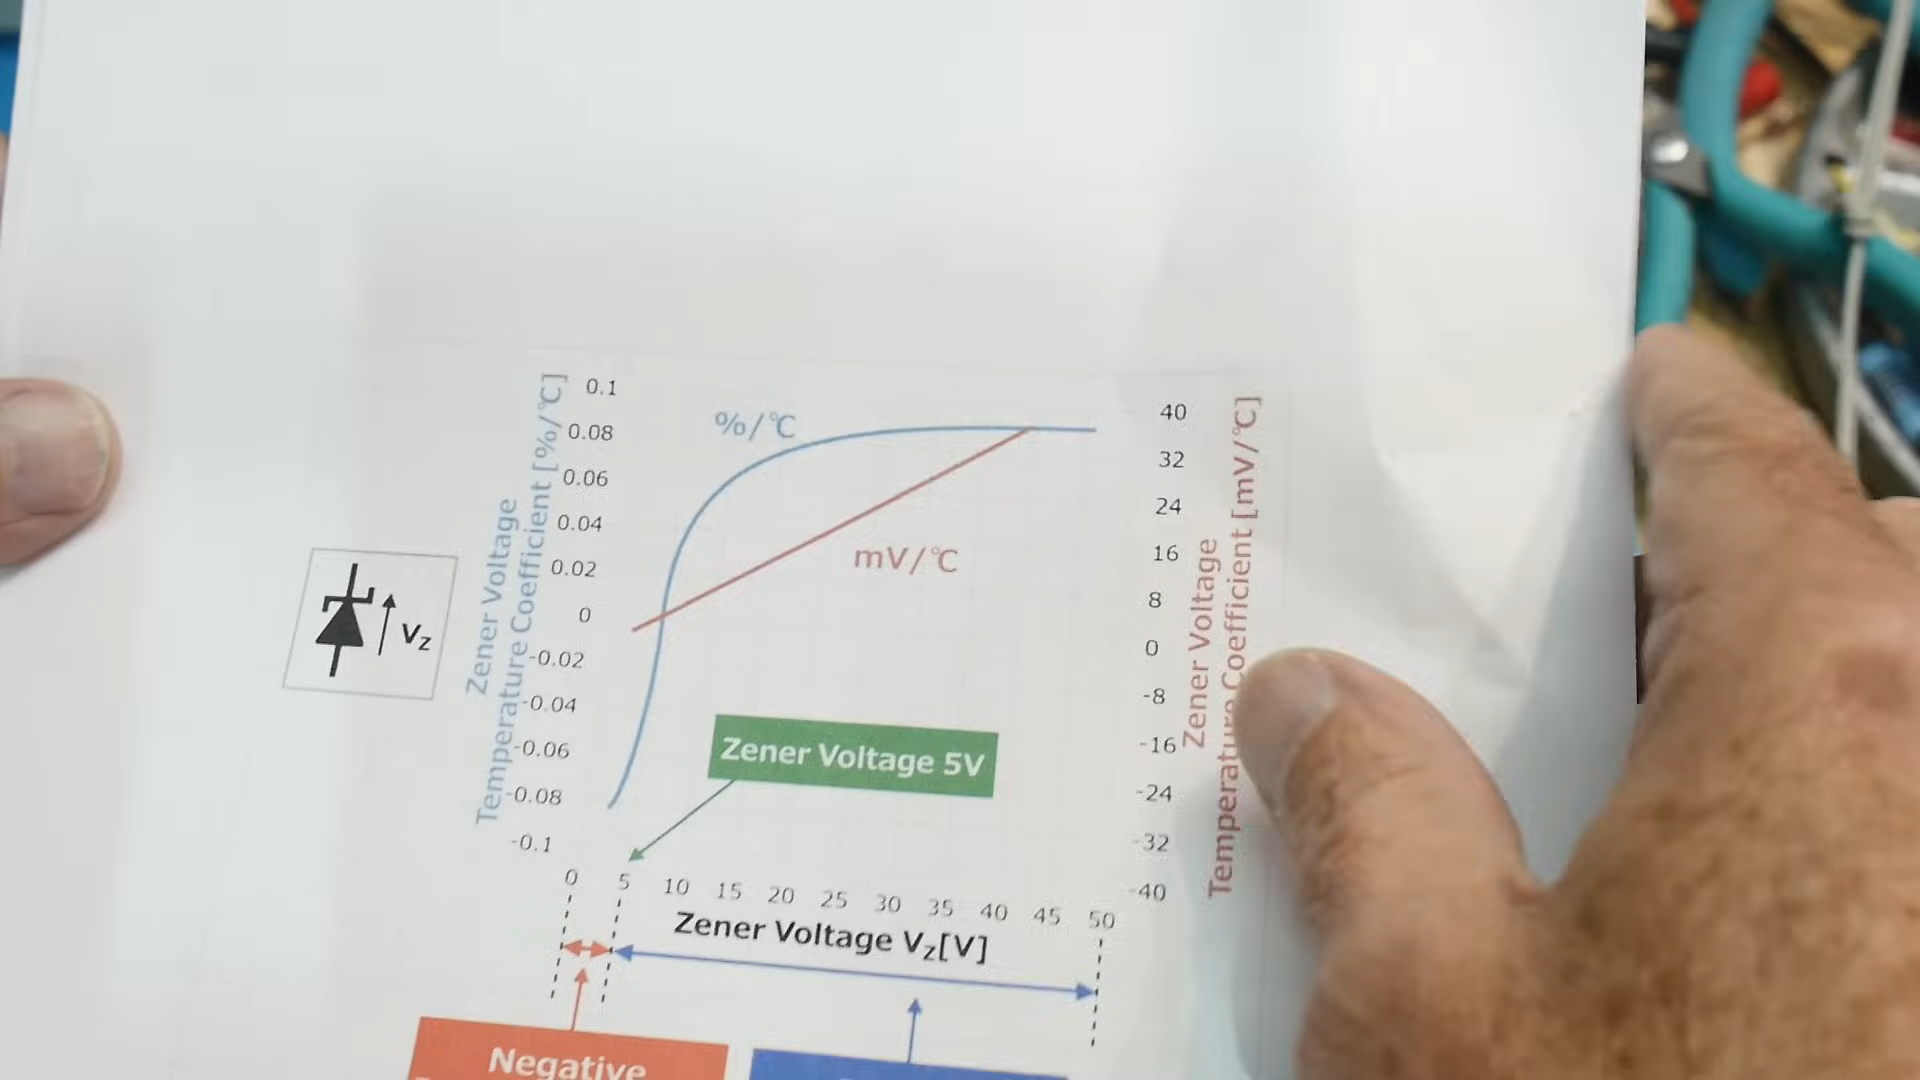 Zener Voltage
Temperature Coefficient [%/℃]
0.1
0.08
0.06
0.04
0.02
0
-0.02
-0.04
-0.06
-0.08
-0.1
%/℃
mV/℃
Vz
Zener Voltage 5V
40
32
24
16
8
0
-8
-16
-24
-32
-40
Zener Voltage
Temperature Coefficient [mV/℃]
0 5 10 15 20 25 30 35 40 45 50
Zener Voltage Vz[V]
Negative